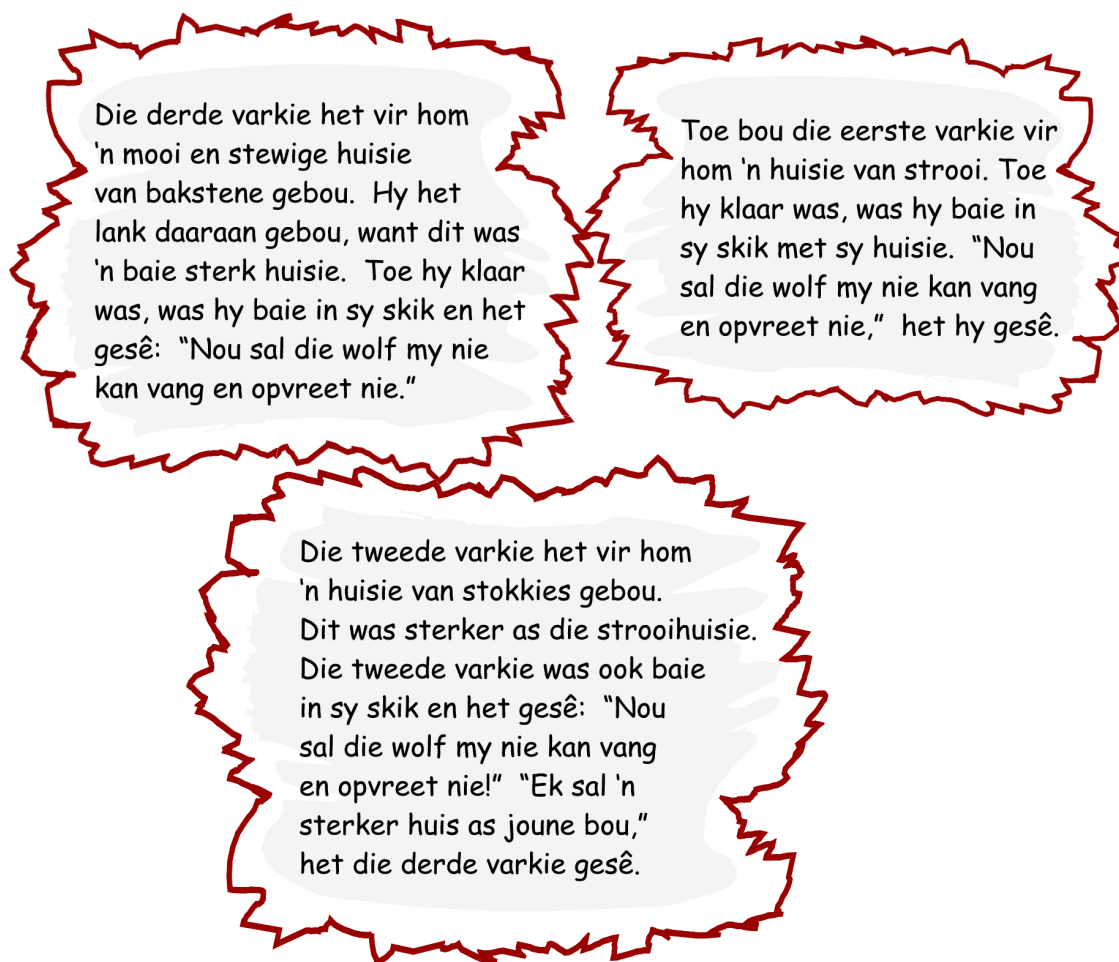 Die derde varkie het vir hom
‘n mooi en stewige huisie
van bakstene gebou.  Hy het
lank daaraan gebou, want dit was
‘n baie sterk huisie.  Toe hy klaar
was, was hy baie in sy skik en het
gesê:  “Nou sal die wolf my nie
kan vang en opvreet nie.”
Toe bou die eerste varkie vir
hom ‘n huisie van strooi. Toe
hy klaar was, was hy baie in
sy skik met sy huisie.  “Nou
sal die wolf my nie kan vang
en opvreet nie,”  het hy gesê.
Die tweede varkie het vir hom
‘n huisie van stokkies gebou.
Dit was sterker as die strooihuisie.
Die tweede varkie was ook baie
in sy skik en het gesê:  “Nou
sal die wolf my nie kan vang
en opvreet nie!”  “Ek sal ‘n
sterker huis as joune bou,”
het die derde varkie gesê.